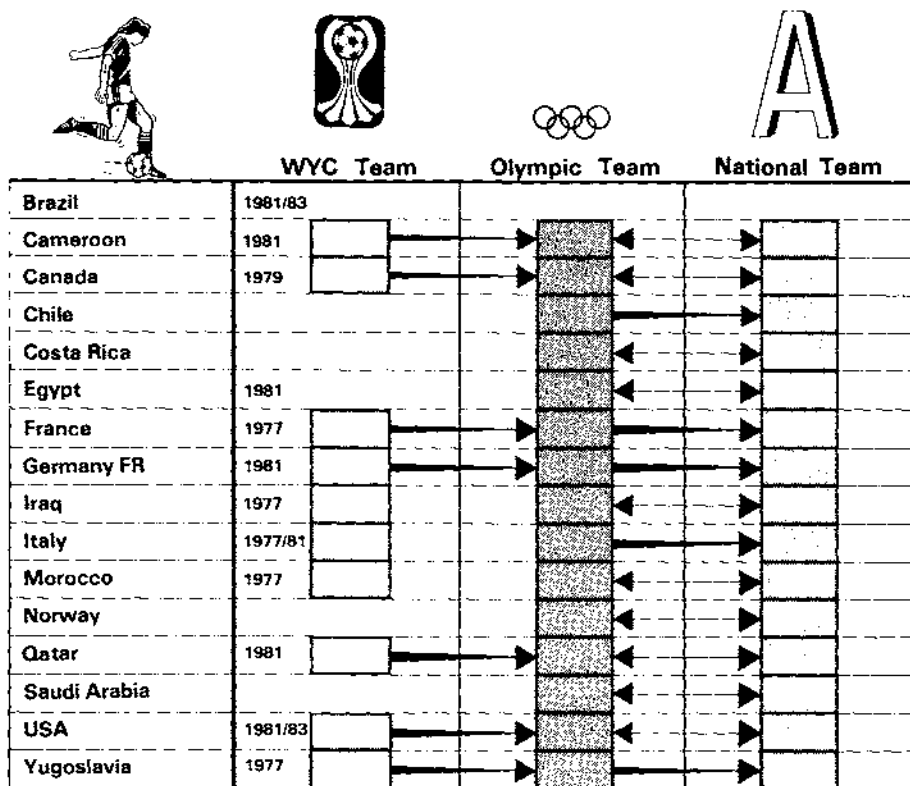 A
WYC Team Olympic Team National Team
Brazil 1981/83
Cameroon 1981
Canada 1979
Chile
Costa Rica
Egypt 1981
France 1977
Germany FR 1981
Iraq 1977
Italy 1977/81
Morocco 1977
Norway
Qatar 1981
Saudi Arabia
USA 1981/83
Yugoslavia 1977